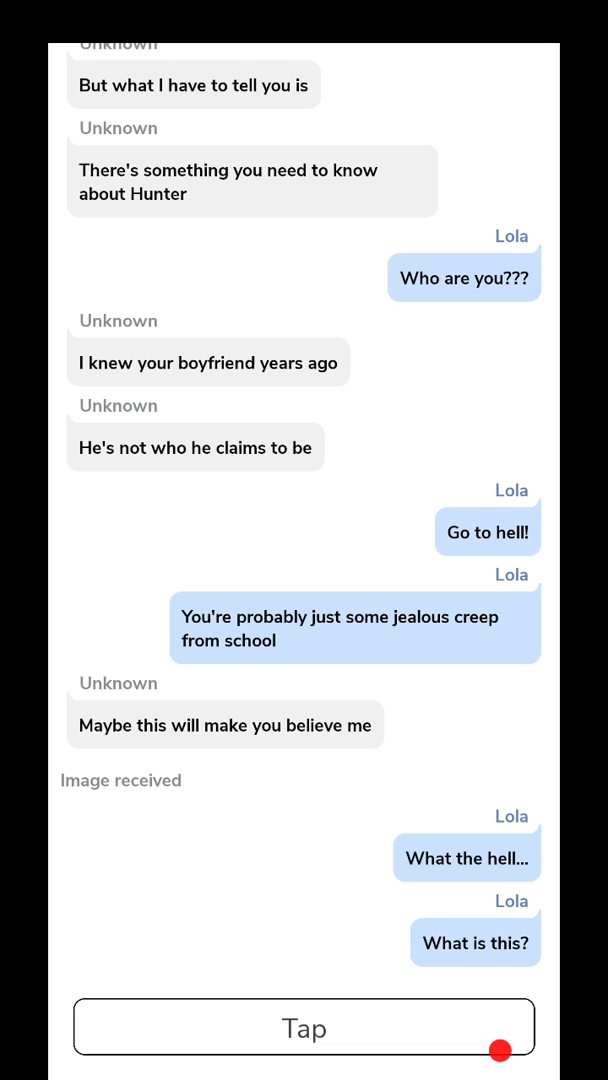 Unknown
But what I have to tell you is
Unknown
There's something you need to know
about Hunter
Lola
Who are you???
Unknown
I knew your boyfriend years ago
Unknown
He's not who he claims to be
Lola
Go to hell!
Lola
You're probably just some jealous creep
from school
Unknown
Maybe this will make you believe me
Image received
Lola
What the hell...
Lola
What is this?
Tap